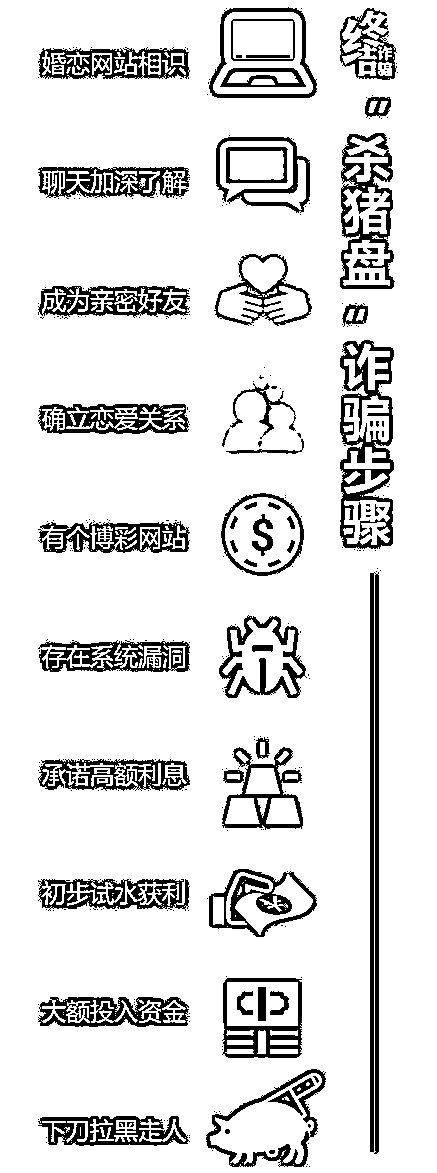 终结诈骗
“杀猪盘”诈骗步骤
婚恋网站相识
聊天加深了解
成为亲密好友
确立恋爱关系
有个博彩网站
存在系统漏洞
承诺高额利息
初步试水获利
大额投入资金
下刀拉黑走人